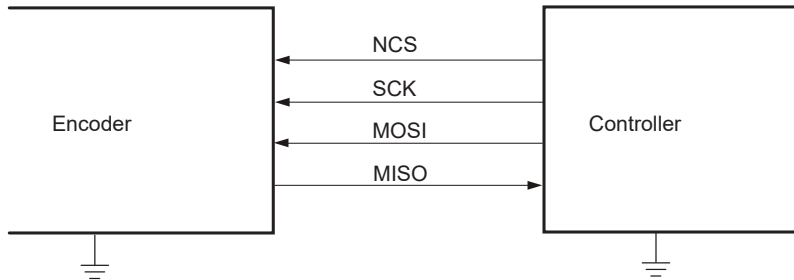 NCS
SCK
Encoder
MOSI
Controller
MISO